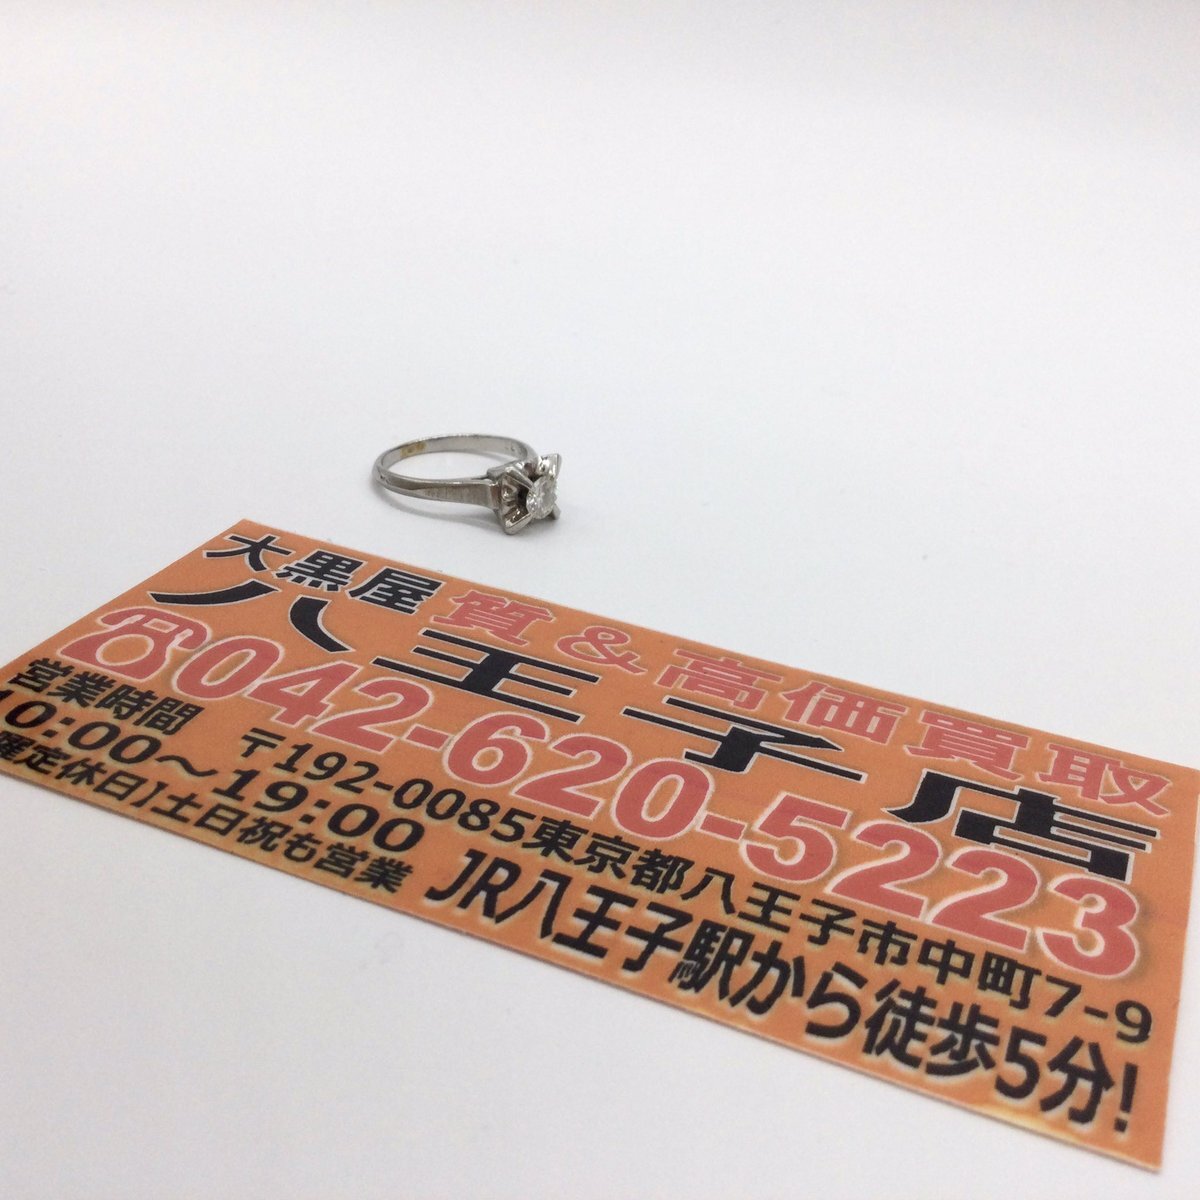 大黒屋 質&高価買取
八王子店
☎042-620-5223
営業時間 〒192-0085東京都八王子市中町7-9
10:00～19:00
確定休日]土日祝も営業 JR八王子駅から徒歩5分!